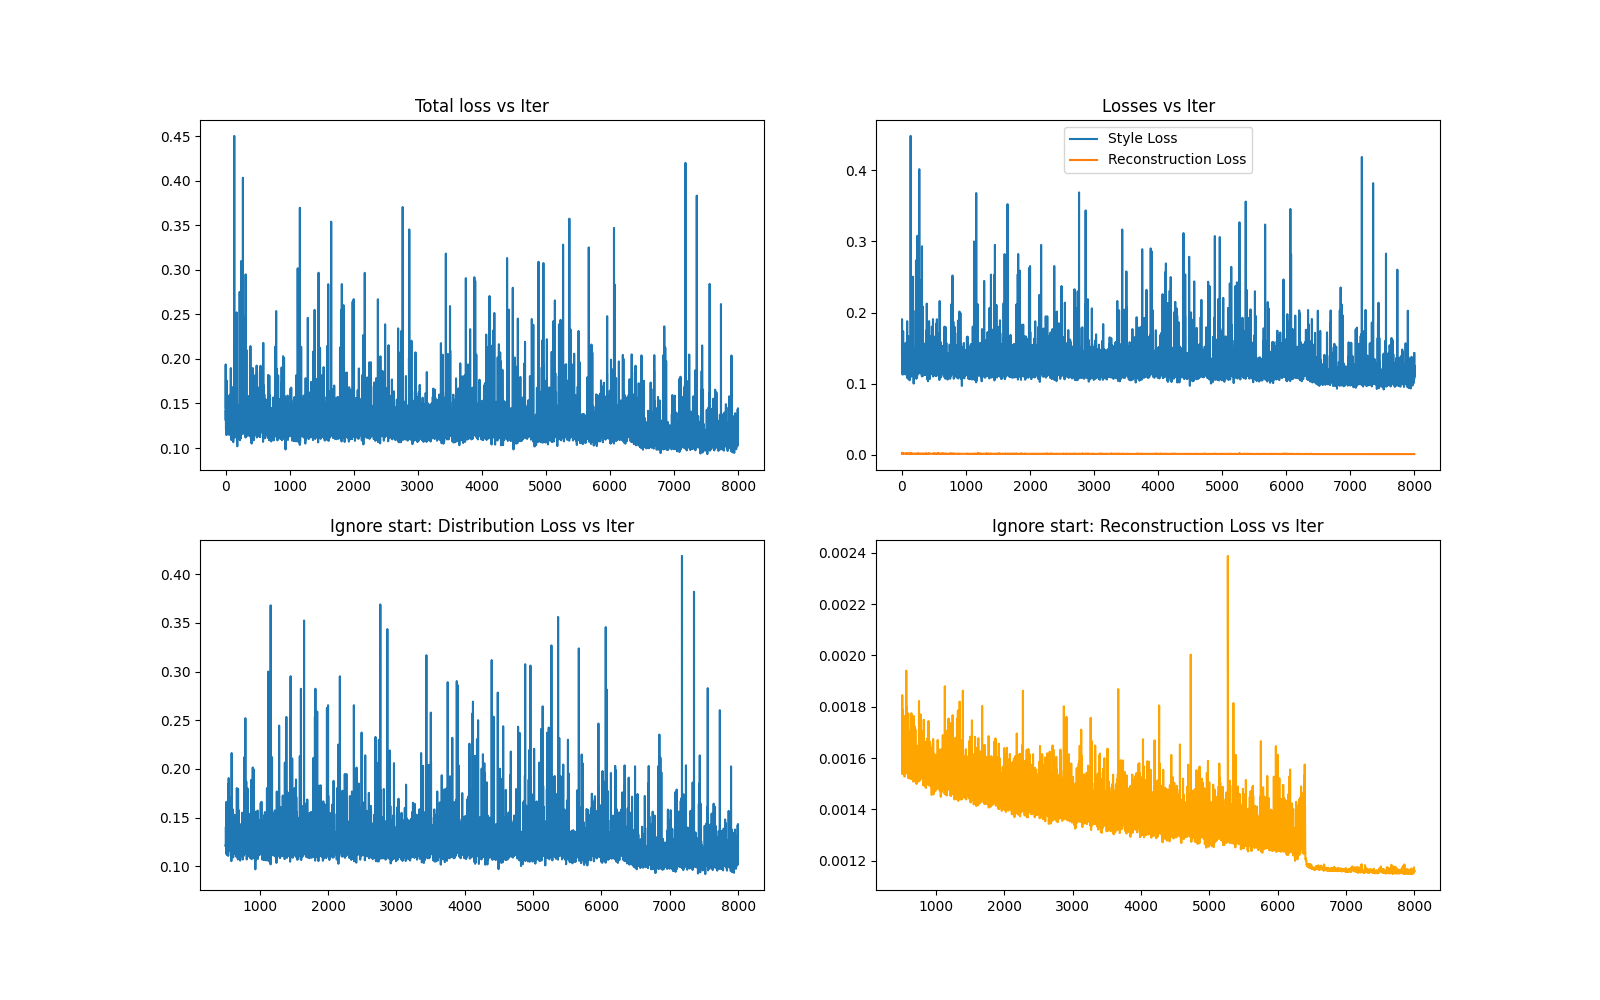 Total loss vs Iter
0.45
0.40
0.35
0.30
0.25
0.20
0.15
0.10
0 1000 2000 3000 4000 5000 6000 7000 8000
Losses vs Iter
Style Loss
Reconstruction Loss
0.4
0.3
0.2
0.1
0.0
0 1000 2000 3000 4000 5000 6000 7000 8000
Ignore start: Distribution Loss vs Iter
0.40
0.35
0.30
0.25
0.20
0.15
0.10
1000 2000 3000 4000 5000 6000 7000 8000
Ignore start: Reconstruction Loss vs Iter
0.0024
0.0022
0.0020
0.0018
0.0016
0.0014
0.0012
1000 2000 3000 4000 5000 6000 7000 8000